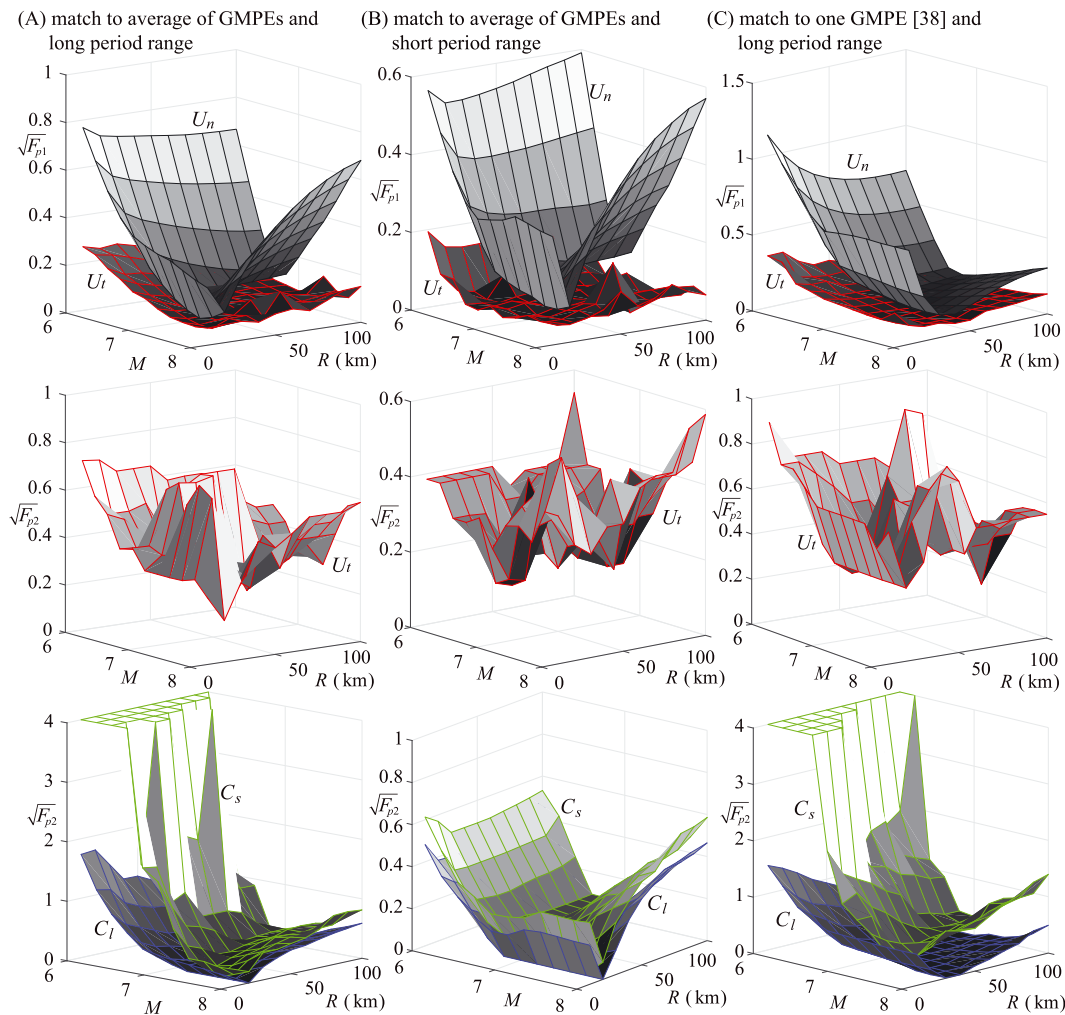 (A) match to average of GMPEs and
long period range
(B) match to average of GMPEs and
short period range
(C) match to one GMPE [38] and
long period range
1
0.8
√Fp1
0.6
0.4
0.2
0
6
7
M
8
0
50
R (km)
100
Un
Ut
0.6
0.4
√Fp1
0.2
0
6
7
M
8
0
50
R (km)
100
Un
Ut
1.5
1
√Fp1
0.5
0
6
7
M
8
0
50
R (km)
100
Un
Ut
1
0.8
0.6
√Fp2
0.4
0.2
0
6
7
M
8
0
50
R (km)
100
Ut
0.6
0.4
√Fp2
0.2
0
6
7
M
8
0
50
R (km)
100
Ut
1
0.8
0.6
√Fp2
0.4
0.2
0
6
7
M
8
0
50
R (km)
100
Ut
4
3
√Fp2
2
1
0
6
7
M
8
0
50
R (km)
100
Cs
Cl
1
0.8
√Fp2
0.6
0.4
0.2
0
6
7
M
8
0
50
R (km)
100
Cs
Cl
4
3
√Fp2
2
1
0
6
7
M
8
0
50
R (km)
100
Cs
Cl